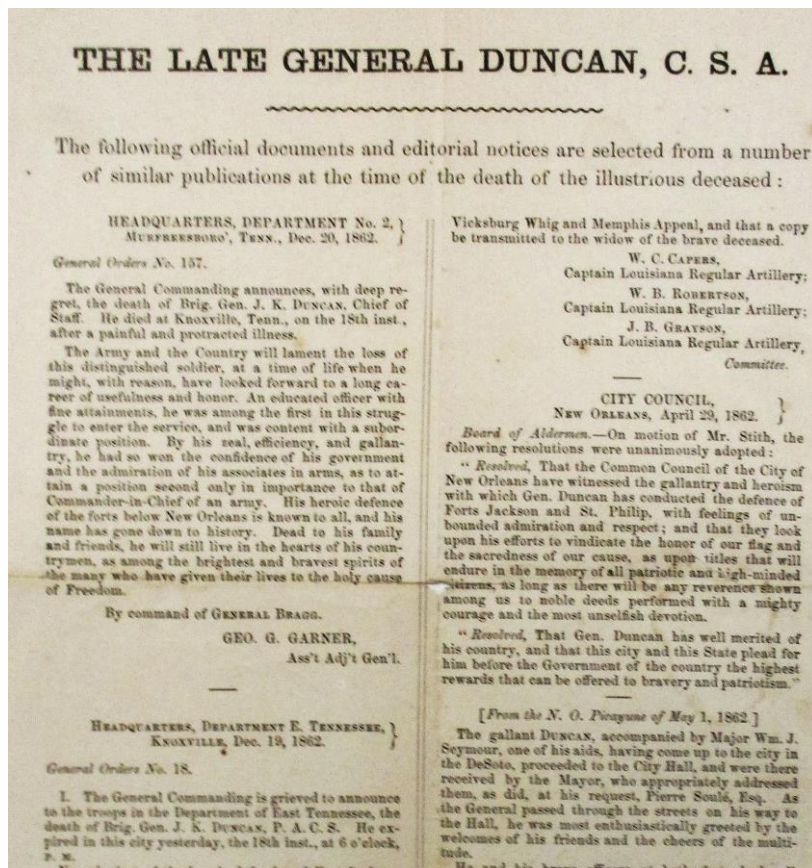 THE LATE GENERAL DUNCAN, C. S. A.
The following official documents and editorial notices are selected from a number
of similar publications at the time of the death of the illustrious deceased :
HEADQUARTERS, DEPARTMENT No. 2, }
MURFREESBORO', TENN., Dec. 20, 1862. }
General Orders No. 157.
The General Commanding announces, with deep re-
gret, the death of Brig. Gen. J. K. DUNCAN, Chief of
Staff. He died at Knoxville, Tenn., on the 18th inst.,
after a painful and protracted illness.
The Army and the Country will lament the loss of
this distinguished soldier, at a time of life when he
might, with reason, have looked forward to a long ca-
reer of usefulness and honor. An educated officer with
fine attainments, he was among the first in this strug-
gle to enter the service, and was content with a subor-
dinate position. By his zeal, efficiency, and gallan-
try, he had so won the confidence of his government
and the admiration of his associates in arms, as to at-
tain a position second only in importance to that of
Commander-in-Chief of an army. His heroic defence
of the forts below New Orleans is known to all, and his
name has gone down to history. Dead to his family
and friends, he will still live in the hearts of his coun-
trymen, as among the brightest and bravest spirits of
the many who have given their lives to the holy cause
of Freedom.
By command of GENERAL BRAGG.
GEO. G. GARNER,
Ass't Adj't Gen'l.
HEADQUARTERS, DEPARTMENT E. TENNESSEE, }
KNOXVILLE, Dec. 19, 1862. }
General Orders No. 18.
I. The General Commanding is grieved to announce
to the troops in the Department of East Tennessee, the
death of Brig. Gen. J. K. DUNCAN, P. A. C. S. He ex-
pired in this city yesterday, the 18th inst., at 6 o'clock,
P. M.
Vicksburg Whig and Memphis Appeal, and that a copy
be transmitted to the widow of the brave deceased.
W. C. CAPERS,
Captain Louisiana Regular Artillery;
W. B. ROBERTSON,
Captain Louisiana Regular Artillery;
J. B. GRAYSON,
Captain Louisiana Regular Artillery,
Committee.
CITY COUNCIL, }
NEW ORLEANS, April 29, 1862. }
Board of Aldermen.—On motion of Mr. Stith, the
following resolutions were unanimously adopted :
" Resolved, That the Common Council of the City of
New Orleans have witnessed the gallantry and heroism
with which Gen. Duncan has conducted the defence of
Forts Jackson and St. Philip, with feelings of un-
bounded admiration and respect; and that they look
upon his efforts to vindicate the honor of our flag and
the sacredness of our cause, as upon titles that will
endure in the memory of all patriotic and high-minded
citizens, as long as there will be any reverence shown
among us to noble deeds performed with a mighty
courage and the most unselfish devotion.
" Resolved, That Gen. Duncan has well merited of
his country, and that this city and this State plead for
him before the Government of the country the highest
rewards that can be offered to bravery and patriotism."
[From the N. O. Picayune of May 1, 1862.]
The gallant DUNCAN, accompanied by Major Wm. J.
Seymour, one of his aids, having come up to the city in
the DeSoto, proceeded to the City Hall, and were there
received by the Mayor, who appropriately addressed
them, as did, at his request, Pierre Soulé, Esq. As
the General passed through the streets on his way to
the Hall, he was most enthusiastically greeted by the
welcomes of his friends and the cheers of the multi-
tude.